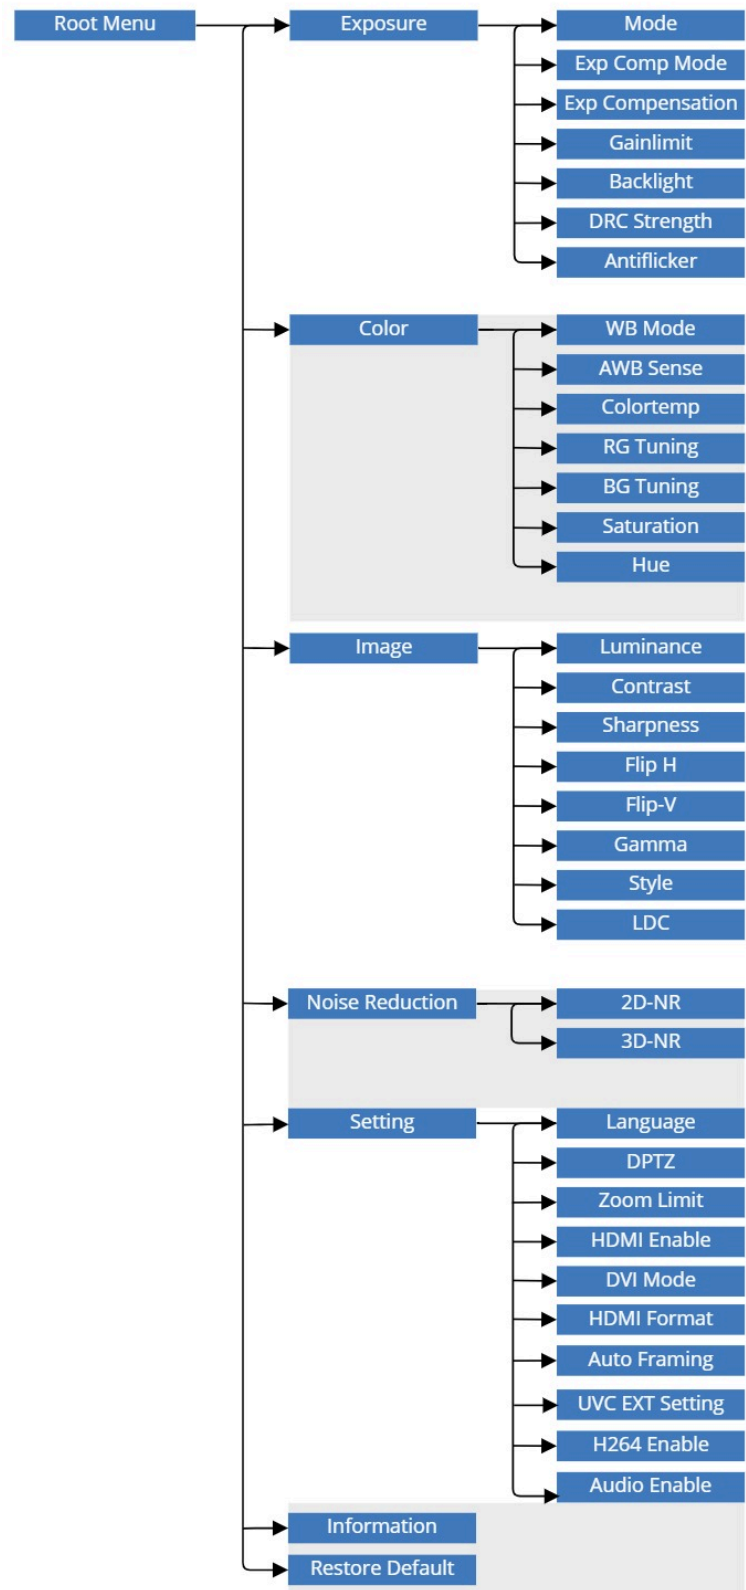 Root Menu
Exposure
Mode
Exp Comp Mode
Exp Compensation
Gainlimit
Backlight
DRC Strength
Antiflicker
Color
WB Mode
AWB Sense
Colortemp
RG Tuning
BG Tuning
Saturation
Hue
Image
Luminance
Contrast
Sharpness
Flip H
Flip-V
Gamma
Style
LDC
Noise Reduction
2D-NR
3D-NR
Setting
Language
DPTZ
Zoom Limit
HDMI Enable
DVI Mode
HDMI Format
Auto Framing
UVC EXT Setting
H264 Enable
Audio Enable
Information
Restore Default